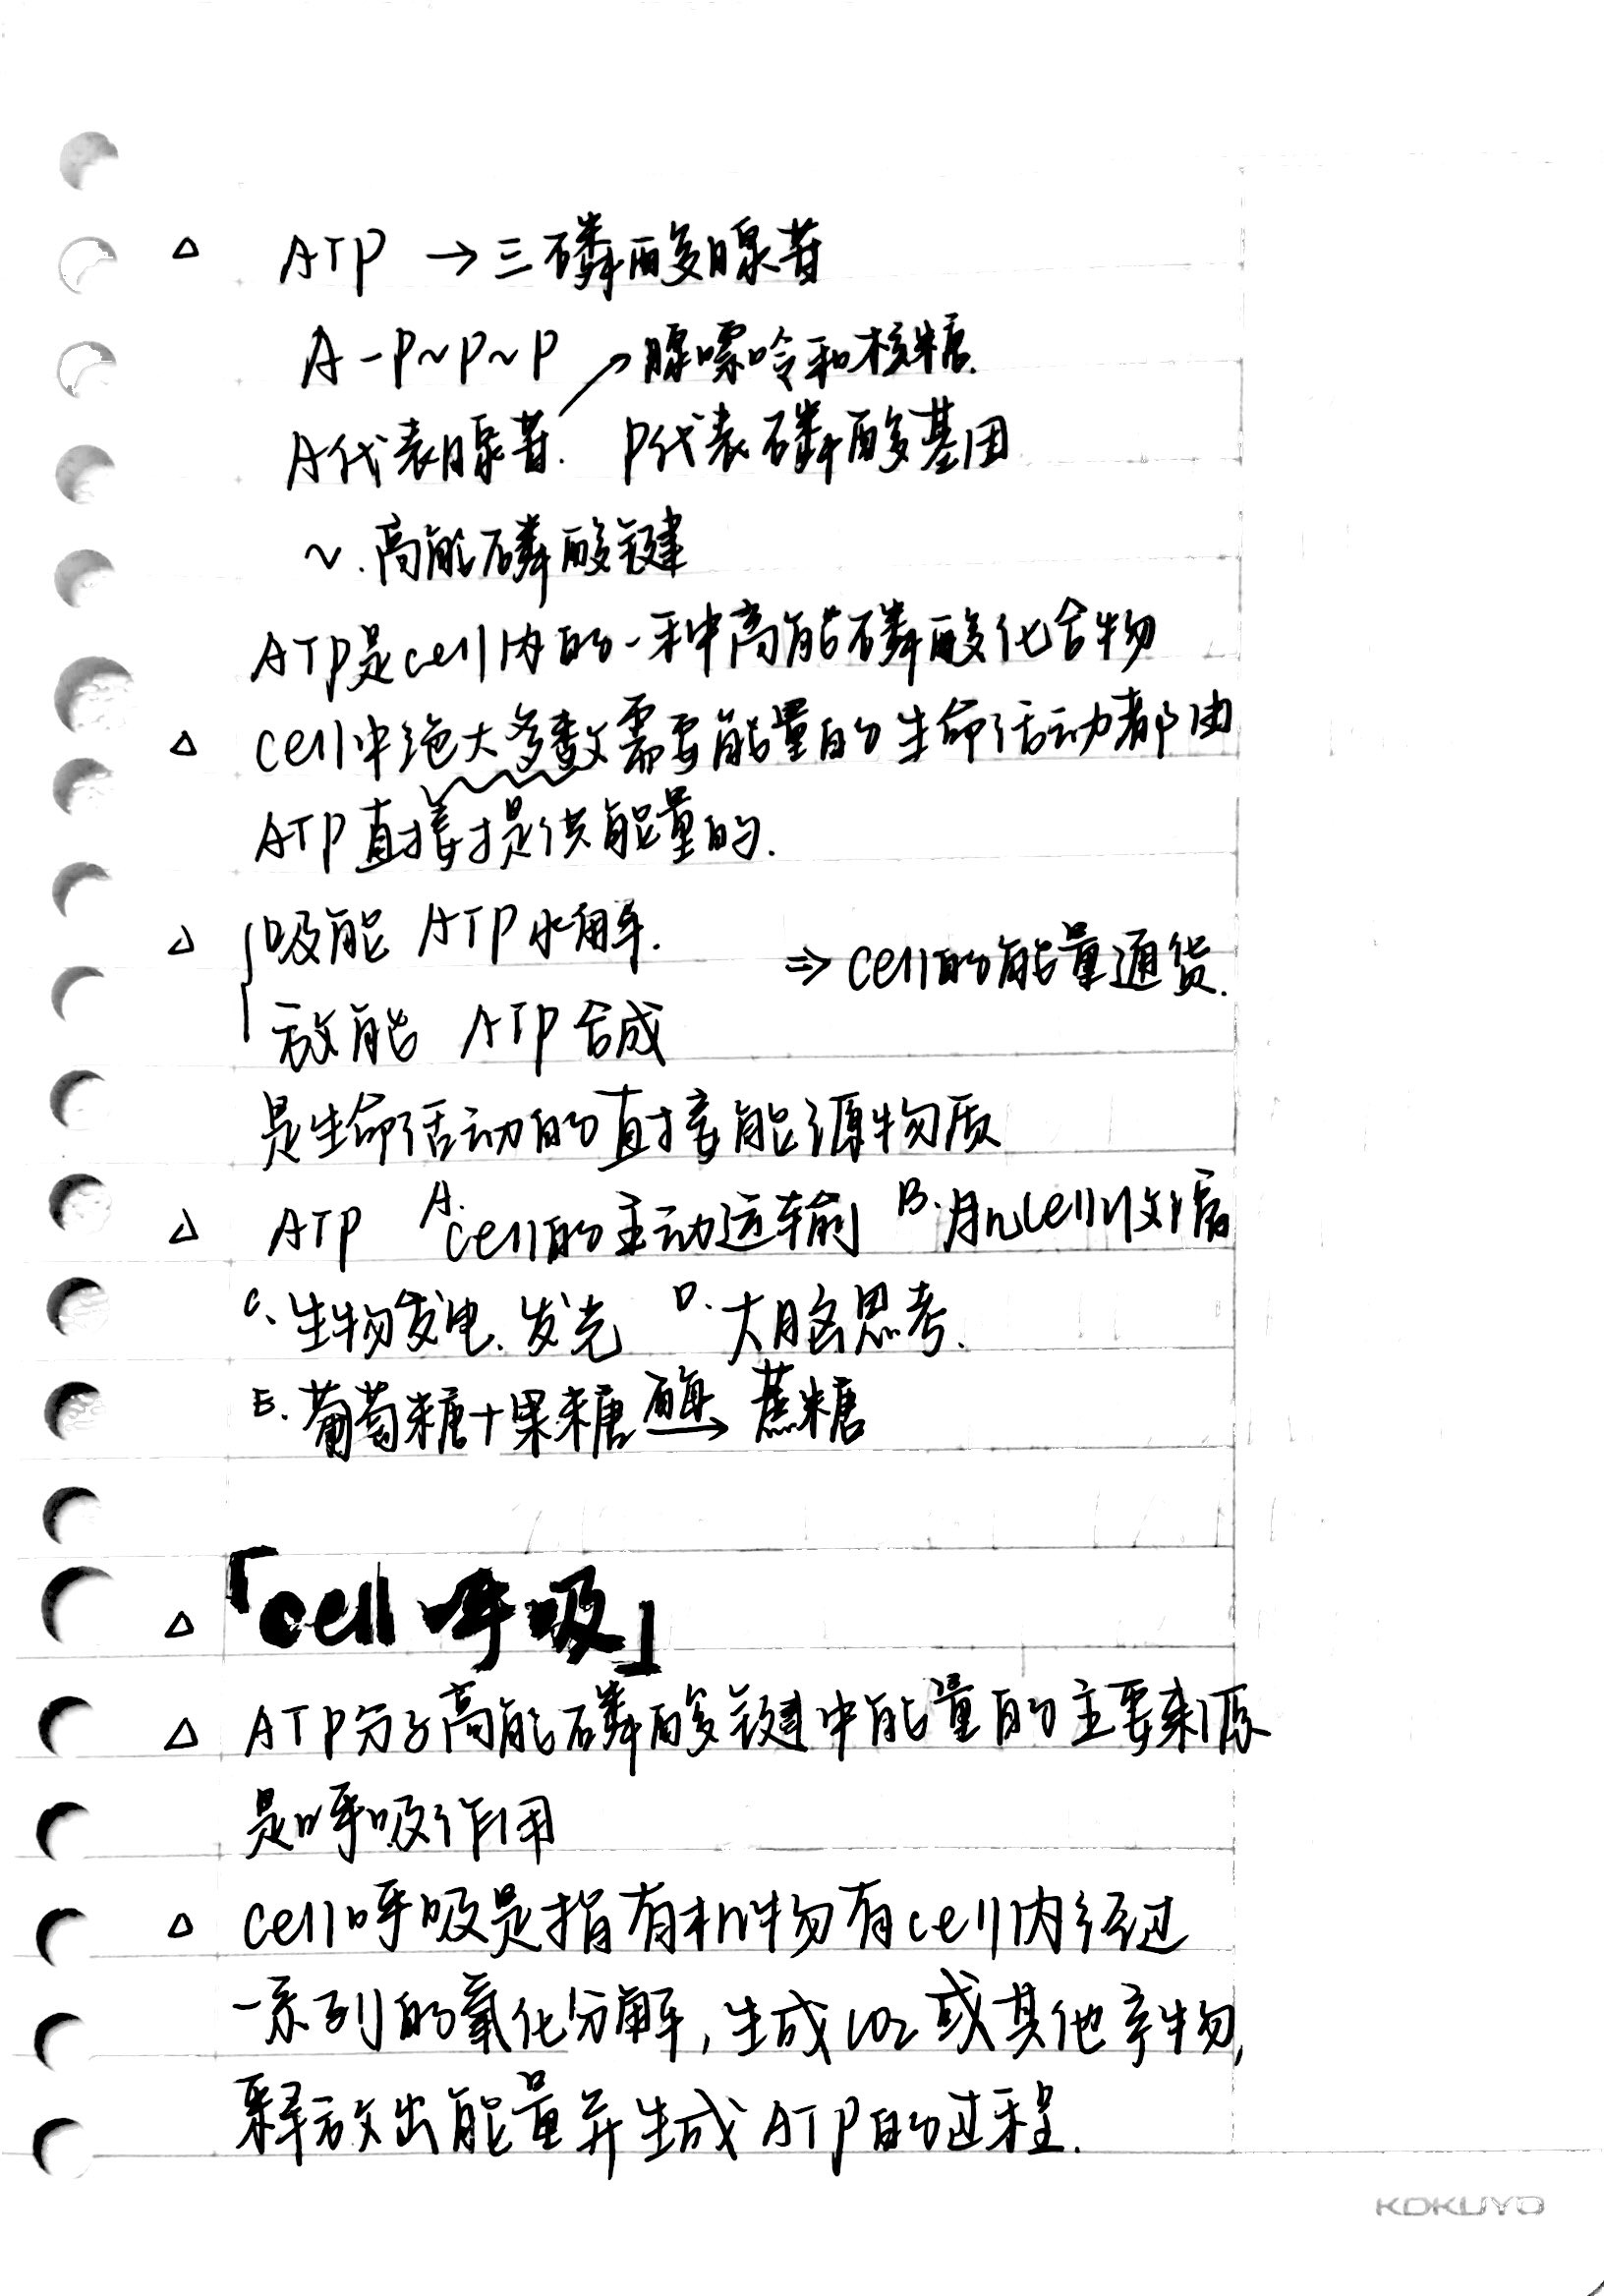 △ ATP → 三磷酸腺苷
A-P~P~P ↗腺嘌呤和核糖.
A代表腺苷. P代表磷酸基团
~.高能磷酸键
ATP是cell内的一种高能磷酸化合物
△ cell中绝大多数需要能量的生命活动都由
ATP直接提供能量的.
△ {吸能 ATP水解.
放能 ATP合成
⇒ cell的能量通货.
是生命活动的直接能源物质
△ ATP A.cell的主动运输 B.肌cell收缩
C、生物发电、发光 D.大脑思考.
E.葡萄糖+果糖 酶→ 蔗糖
△ 「cell呼吸」
△ ATP分子高能磷酸键中能量的主要来源
是呼吸作用
△ cell呼吸是指有机物有cell内经过
一系列的氧化分解,生成CO2或其他产物,
释放出能量并生成ATP的过程.
KOKUYO